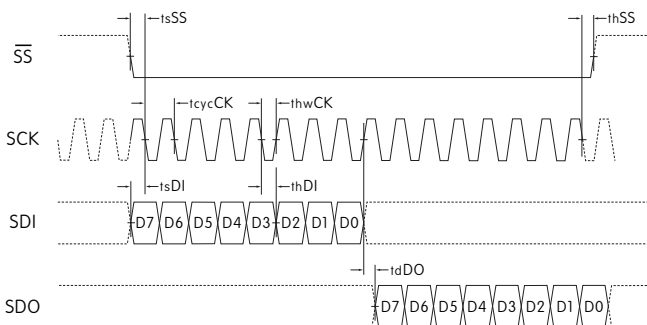 tsSS thSS
SS
tcycCK thwCK
SCK
tsDI thDI
SDI D7 D6 D5 D4 D3 D2 D1 D0
tdDO
SDO D7 D6 D5 D4 D3 D2 D1 D0